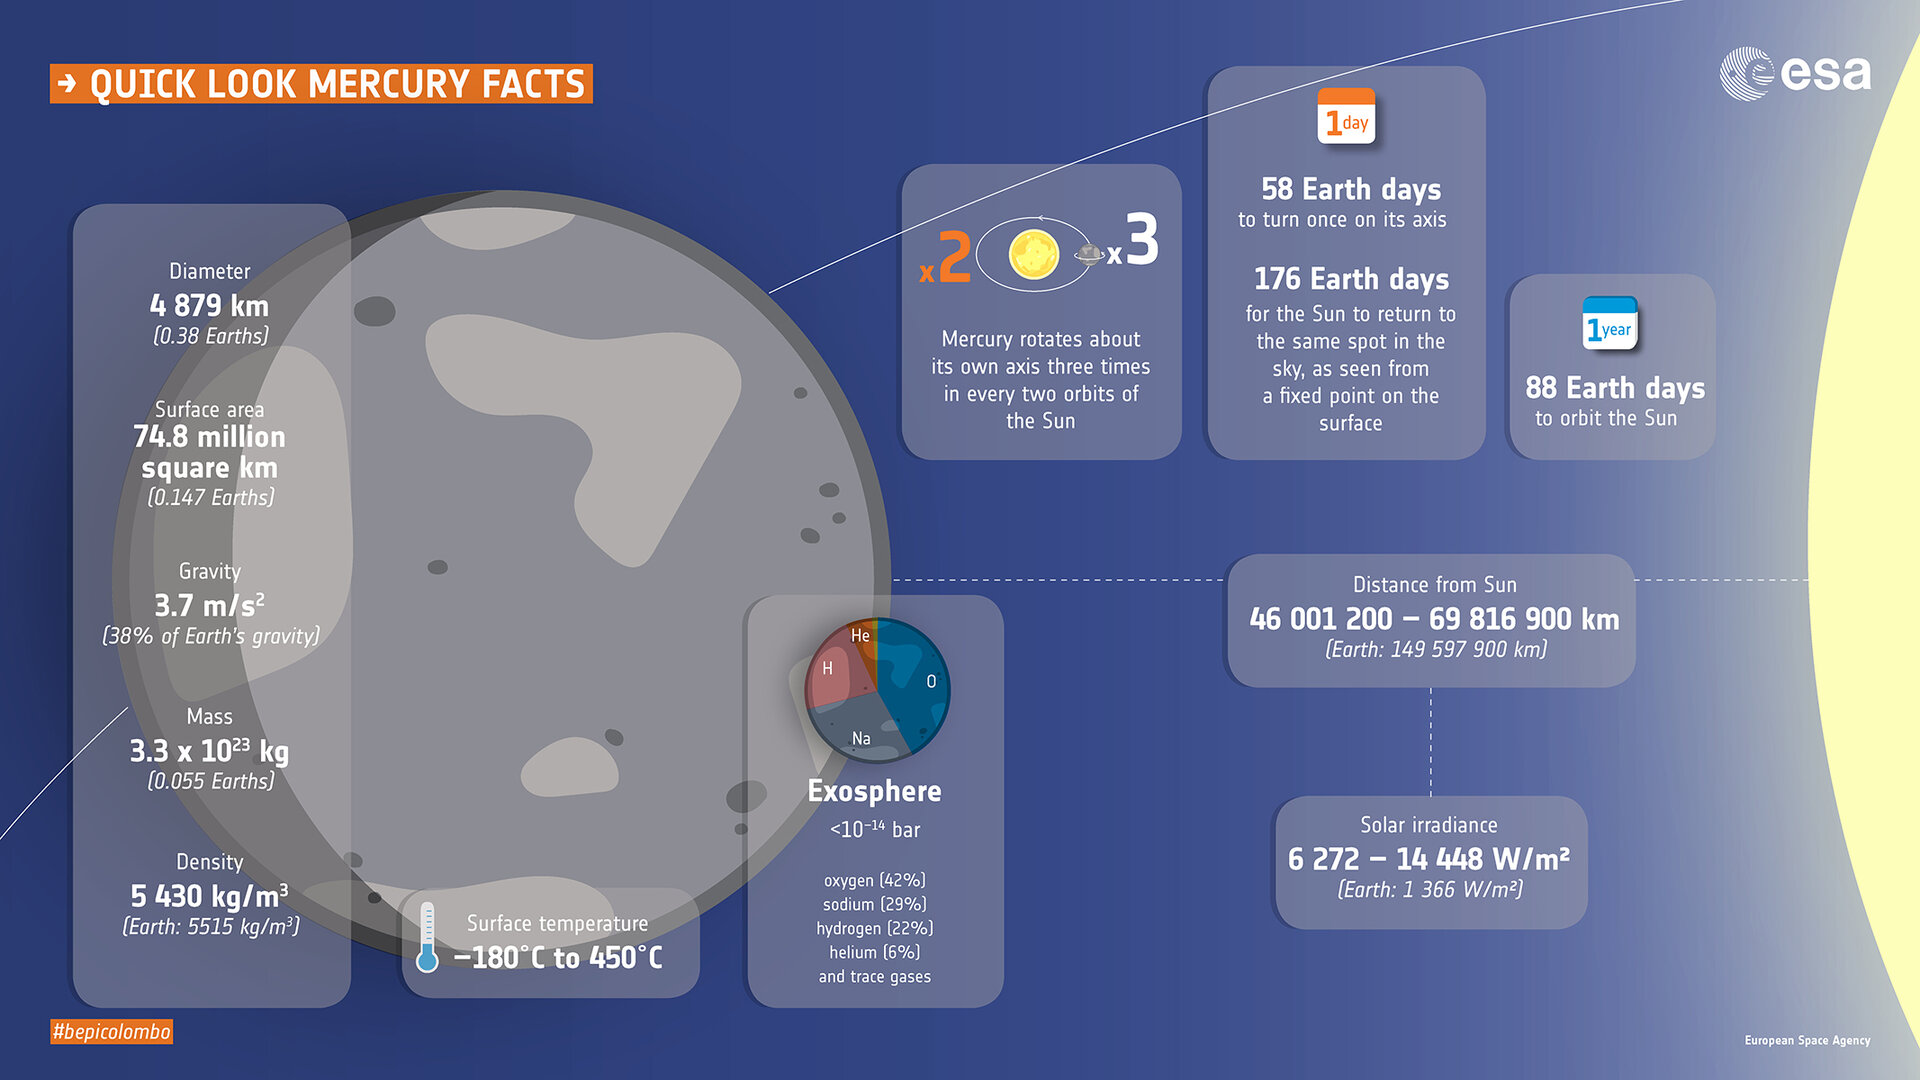 → QUICK LOOK MERCURY FACTS
esa
Diameter
4 879 km
(0.38 Earths)
Surface area
74.8 million
square km
(0.147 Earths)
Gravity
3.7 m/s²
(38% of Earth's gravity)
Mass
3.3 x 10²³ kg
(0.055 Earths)
Density
5 430 kg/m³
(Earth: 5515 kg/m³)
Surface temperature
–180°C to 450°C
He
H
O
Na
Exosphere
<10⁻¹⁴ bar
oxygen (42%)
sodium (29%)
hydrogen (22%)
helium (6%)
and trace gases
x2
x3
Mercury rotates about
its own axis three times
in every two orbits of
the Sun
1 day
58 Earth days
to turn once on its axis
176 Earth days
for the Sun to return to
the same spot in the
sky, as seen from
a fixed point on the
surface
1 year
88 Earth days
to orbit the Sun
Distance from Sun
46 001 200 – 69 816 900 km
(Earth: 149 597 900 km)
Solar irradiance
6 272 – 14 448 W/m²
(Earth: 1 366 W/m²)
#bepicolombo
European Space Agency